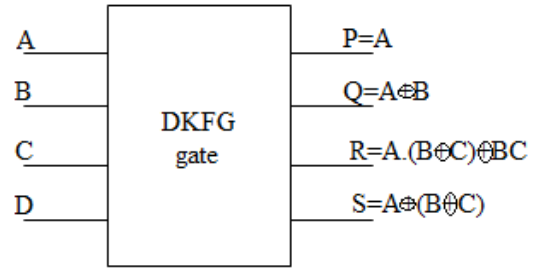 A
P=A
B
Q=A⊕B
DKFG
gate
C
R=A.(B⊕C)⊕BC
D
S=A⊕(B⊕C)